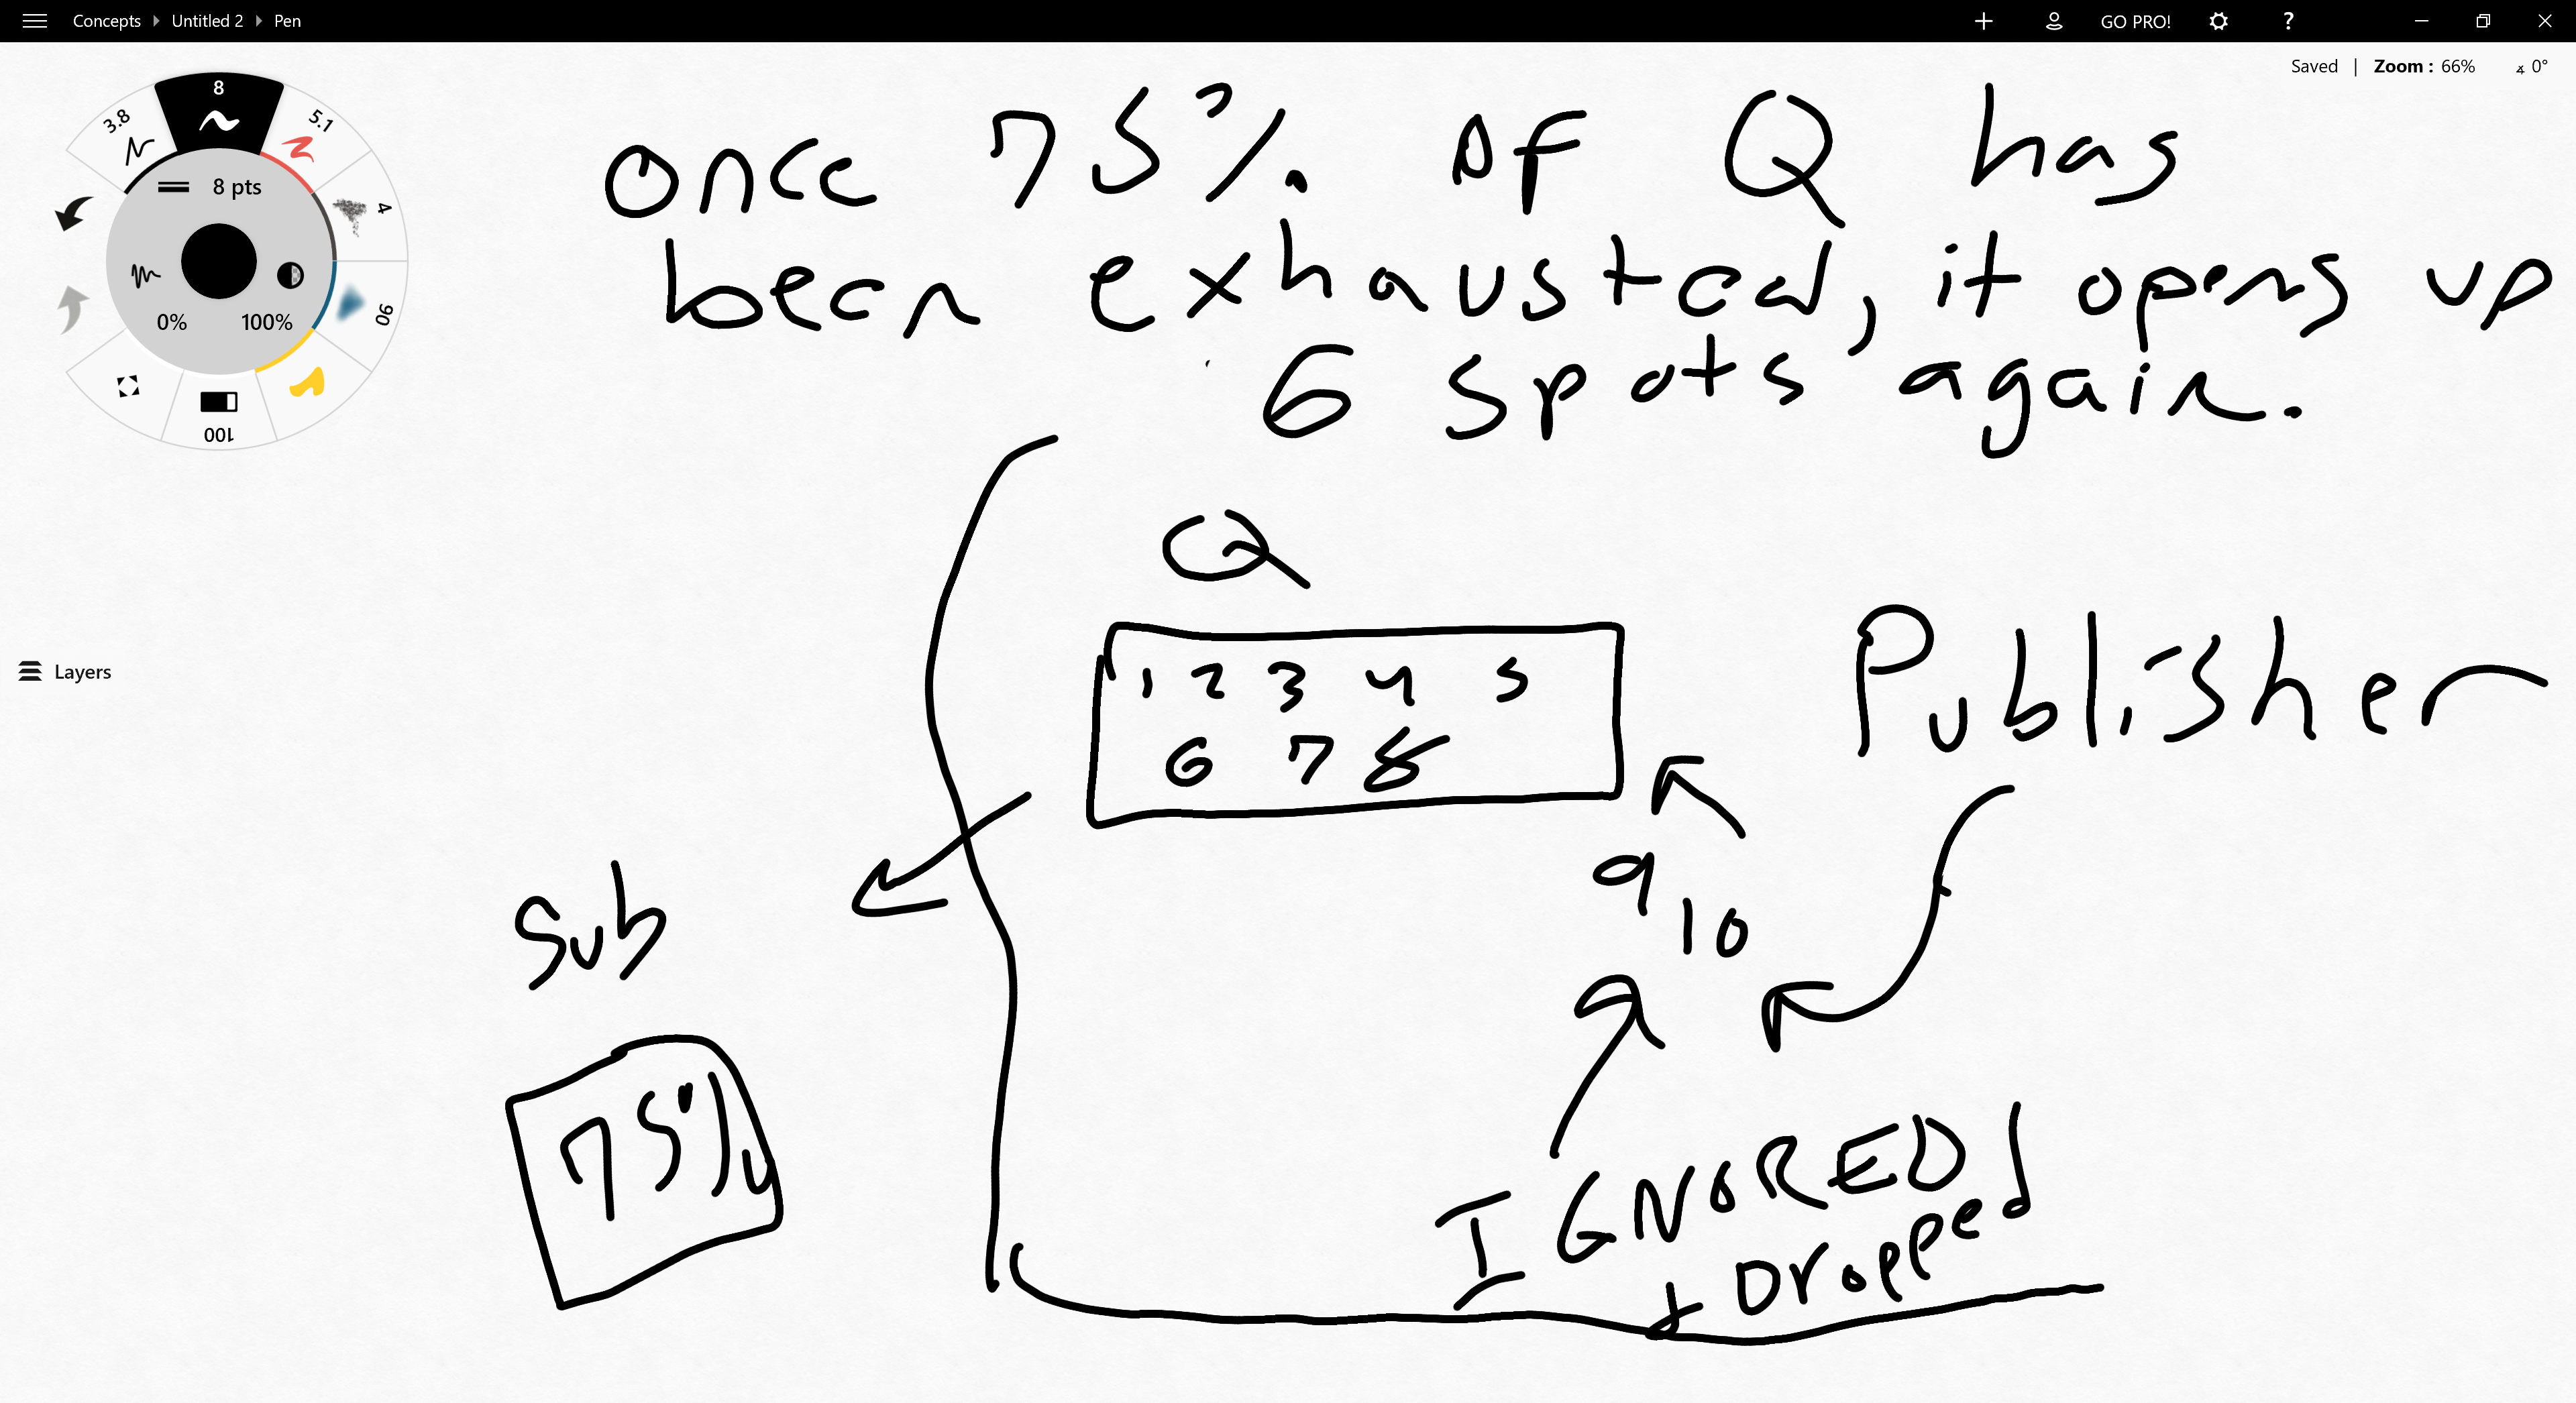 Concepts Untitled 2 Pen
GO PRO!
?
Saved | Zoom : 66% 0°
8
3.8
5.1
4
90
100
8 pts
0% 100%
Layers
once 75% of Q has
been exhausted, it opens up
6 spots again.
Q
1 2 3 4 5
6 7 8
Publisher
9
10
9
Sub
75%
IGNORED
+ Dropped